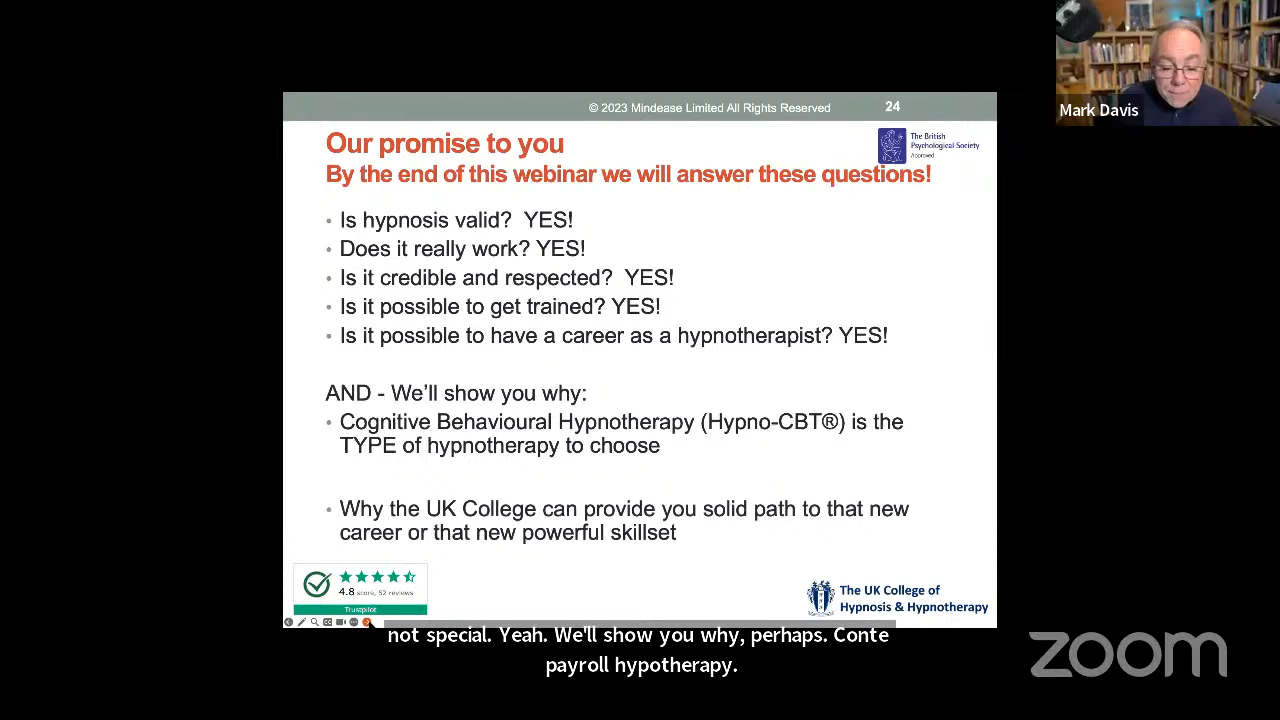 Mark Davis
© 2023 Mindease Limited All Rights Reserved
24
Our promise to you
The British
Psychological Society
Approved
By the end of this webinar we will answer these questions!
• Is hypnosis valid? YES!
• Does it really work? YES!
• Is it credible and respected? YES!
• Is it possible to get trained? YES!
• Is it possible to have a career as a hypnotherapist? YES!
AND - We'll show you why:
• Cognitive Behavioural Hypnotherapy (Hypno-CBT®) is the
TYPE of hypnotherapy to choose
• Why the UK College can provide you solid path to that new
career or that new powerful skillset
4.8 score, 52 reviews
Trustpilot
The UK College of
Hypnosis & Hypnotherapy
not special. Yeah. We'll show you why, perhaps. Conte
payroll hypotherapy.
zoom